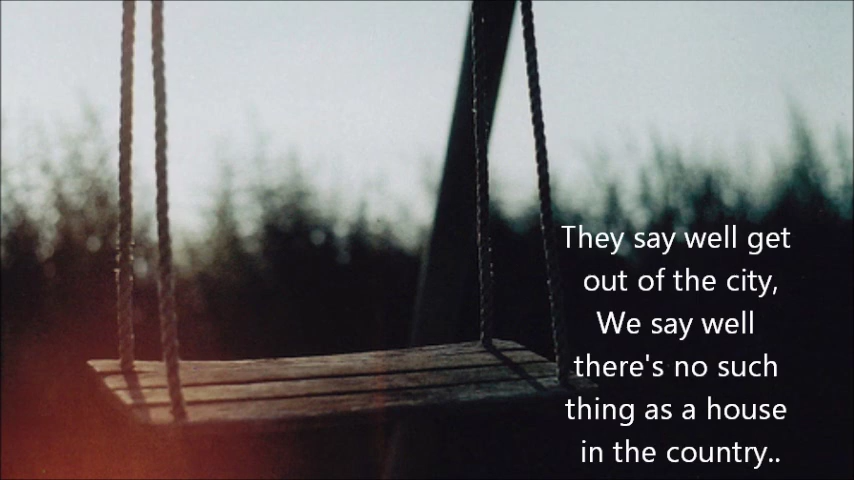 They say well get
out of the city,
We say well
there's no such
thing as a house
in the country..